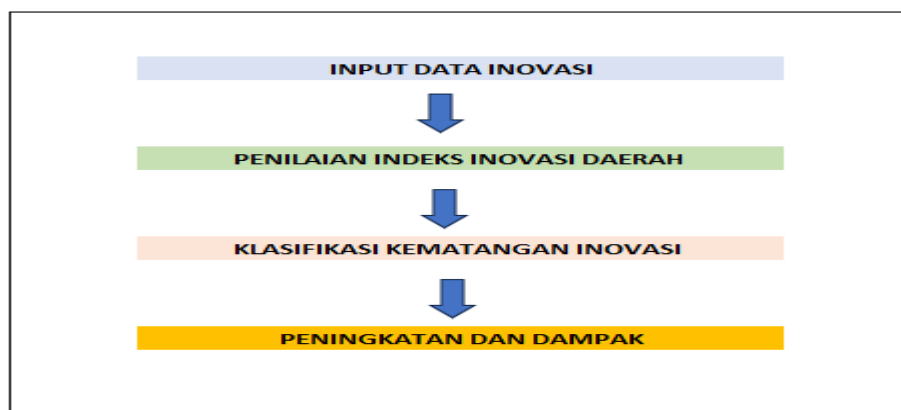 INPUT DATA INOVASI
PENILAIAN INDEKS INOVASI DAERAH
KLASIFIKASI KEMATANGAN INOVASI
PENINGKATAN DAN DAMPAK